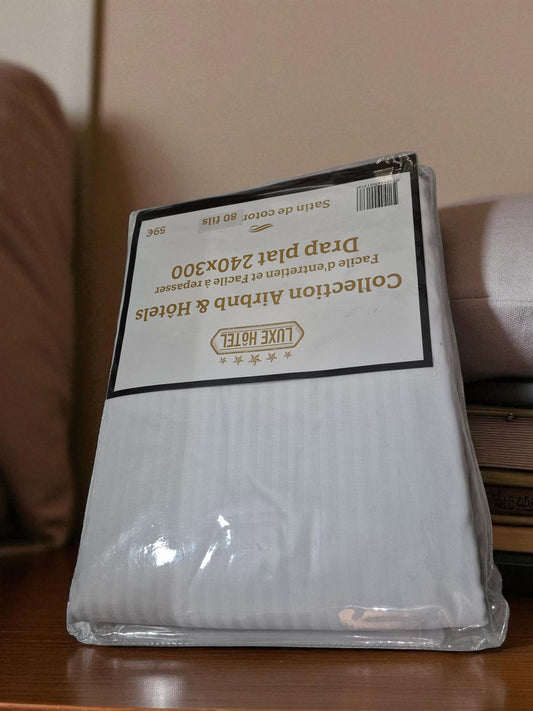 LUXE HÔTEL
Collection Airbnb & Hôtels
Facile d'entretien et Facile à repasser
Drap plat 240x300
Satin de coton 80 fils
59€